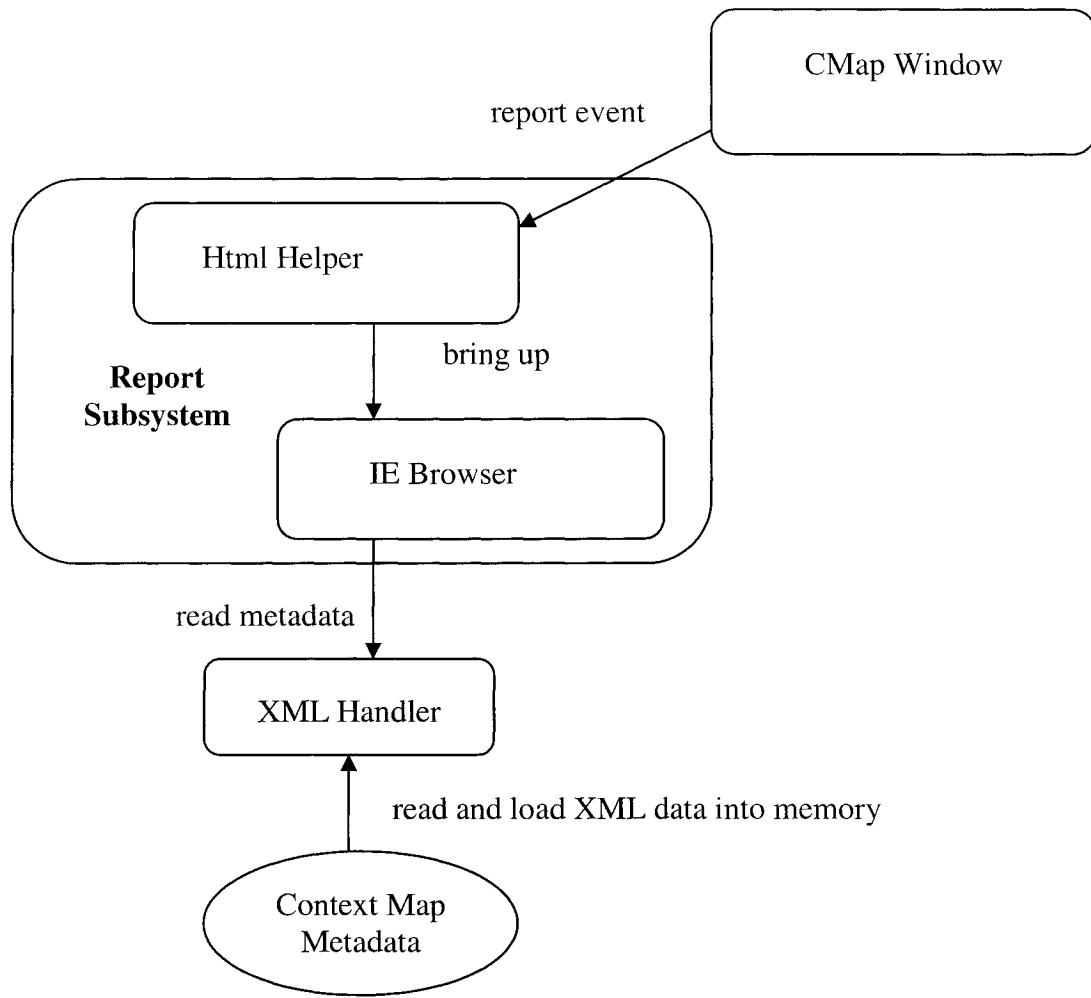 CMap Window
report event
Html Helper
bring up
Report
Subsystem
IE Browser
read metadata
XML Handler
read and load XML data into memory
Context Map
Metadata